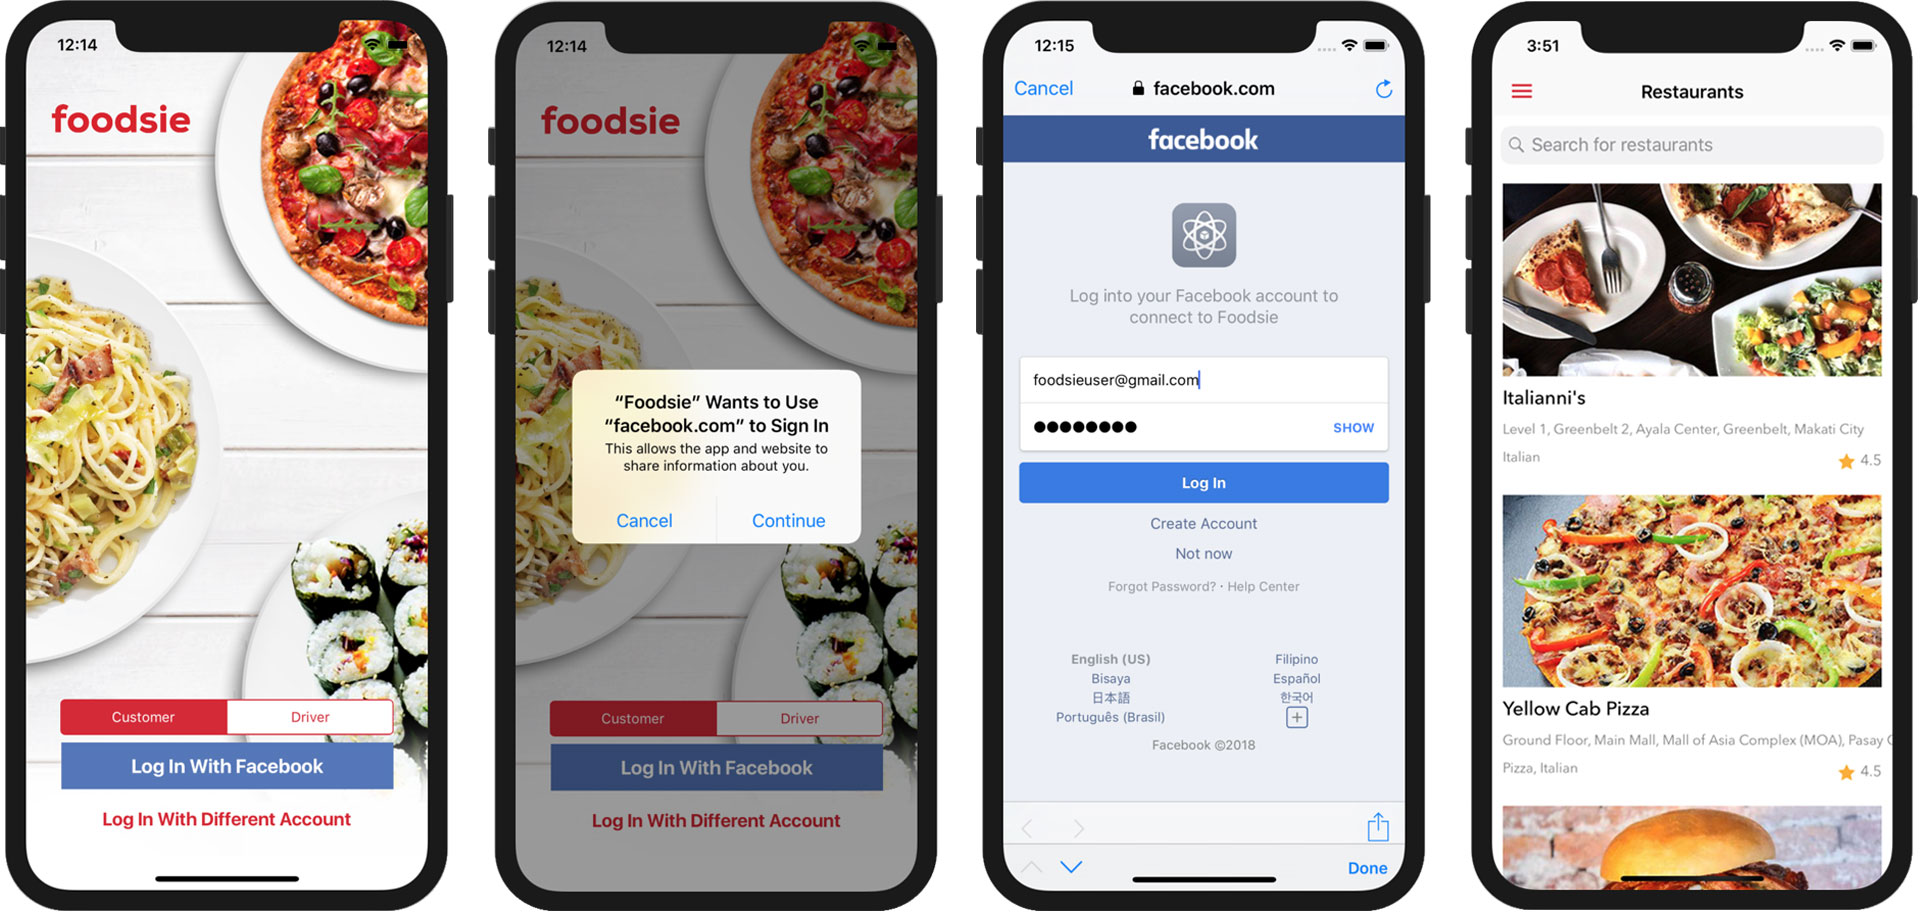 12:14
foodsie
Customer
Driver
Log In With Facebook
Log In With Different Account
12:14
foodsie
“Foodsie” Wants to Use
“facebook.com” to Sign In
This allows the app and website to
share information about you.
Cancel
Continue
Customer
Driver
Log In With Facebook
Log In With Different Account
12:15
Cancel
facebook.com
facebook
Log into your Facebook account to
connect to Foodsie
foodsieuser@gmail.com
●●●●●●●●
SHOW
Log In
Create Account
Not now
Forgot Password? · Help Center
English (US)
Filipino
Bisaya
Español
日本語
한국어
Português (Brasil)
Facebook ©2018
Done
3:51
Restaurants
Search for restaurants
Italianni's
Level 1, Greenbelt 2, Ayala Center, Greenbelt, Makati City
Italian
4.5
Yellow Cab Pizza
Ground Floor, Main Mall, Mall of Asia Complex (MOA), Pasay C
Pizza, Italian
4.5